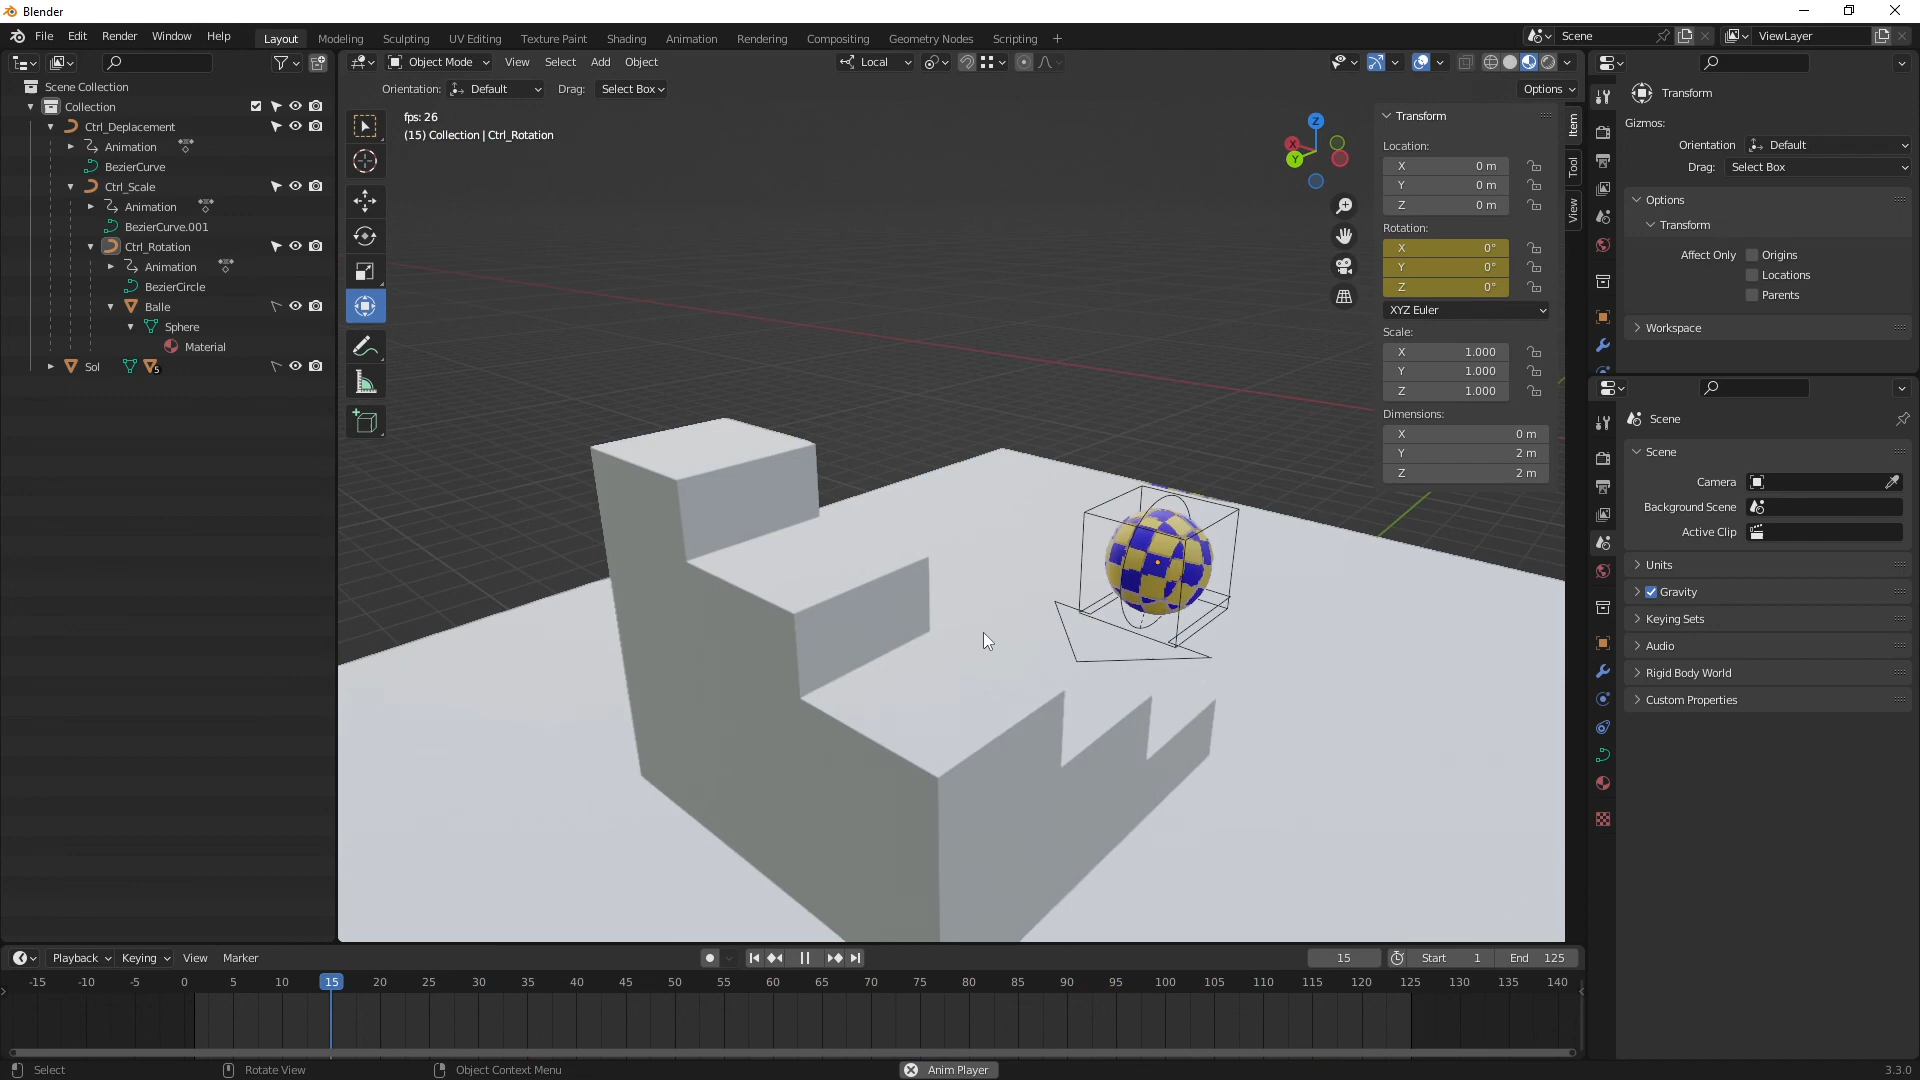 Blender
File Edit Render Window Help
Layout Modeling Sculpting UV Editing Texture Paint Shading Animation Rendering Compositing Geometry Nodes Scripting +
Scene
ViewLayer
Object Mode View Select Add Object
Local
Orientation: Default Drag: Select Box
Options
fps: 26
(15) Collection | Ctrl_Rotation
Scene Collection
Collection
Ctrl_Deplacement
Animation
BezierCurve
Ctrl_Scale
Animation
BezierCurve.001
Ctrl_Rotation
Animation
BezierCircle
Balle
Sphere
Material
Sol
5
Z
X
Y
Transform
Location:
X 0 m
Y 0 m
Z 0 m
Rotation:
X 0°
Y 0°
Z 0°
XYZ Euler
Scale:
X 1.000
Y 1.000
Z 1.000
Dimensions:
X 0 m
Y 2 m
Z 2 m
Item
Tool
View
Transform
Gizmos:
Orientation Default
Drag: Select Box
Options
Transform
Affect Only Origins
Locations
Parents
Workspace
Scene
Scene
Camera
Background Scene
Active Clip
Units
Gravity
Keying Sets
Audio
Rigid Body World
Custom Properties
Playback Keying View Marker
15 Start 1 End 125
-15 -10 -5 0 5 10 15 20 25 30 35 40 45 50 55 60 65 70 75 80 85 90 95 100 105 110 115 120 125 130 135 140
Select Rotate View Object Context Menu Anim Player 3.3.0